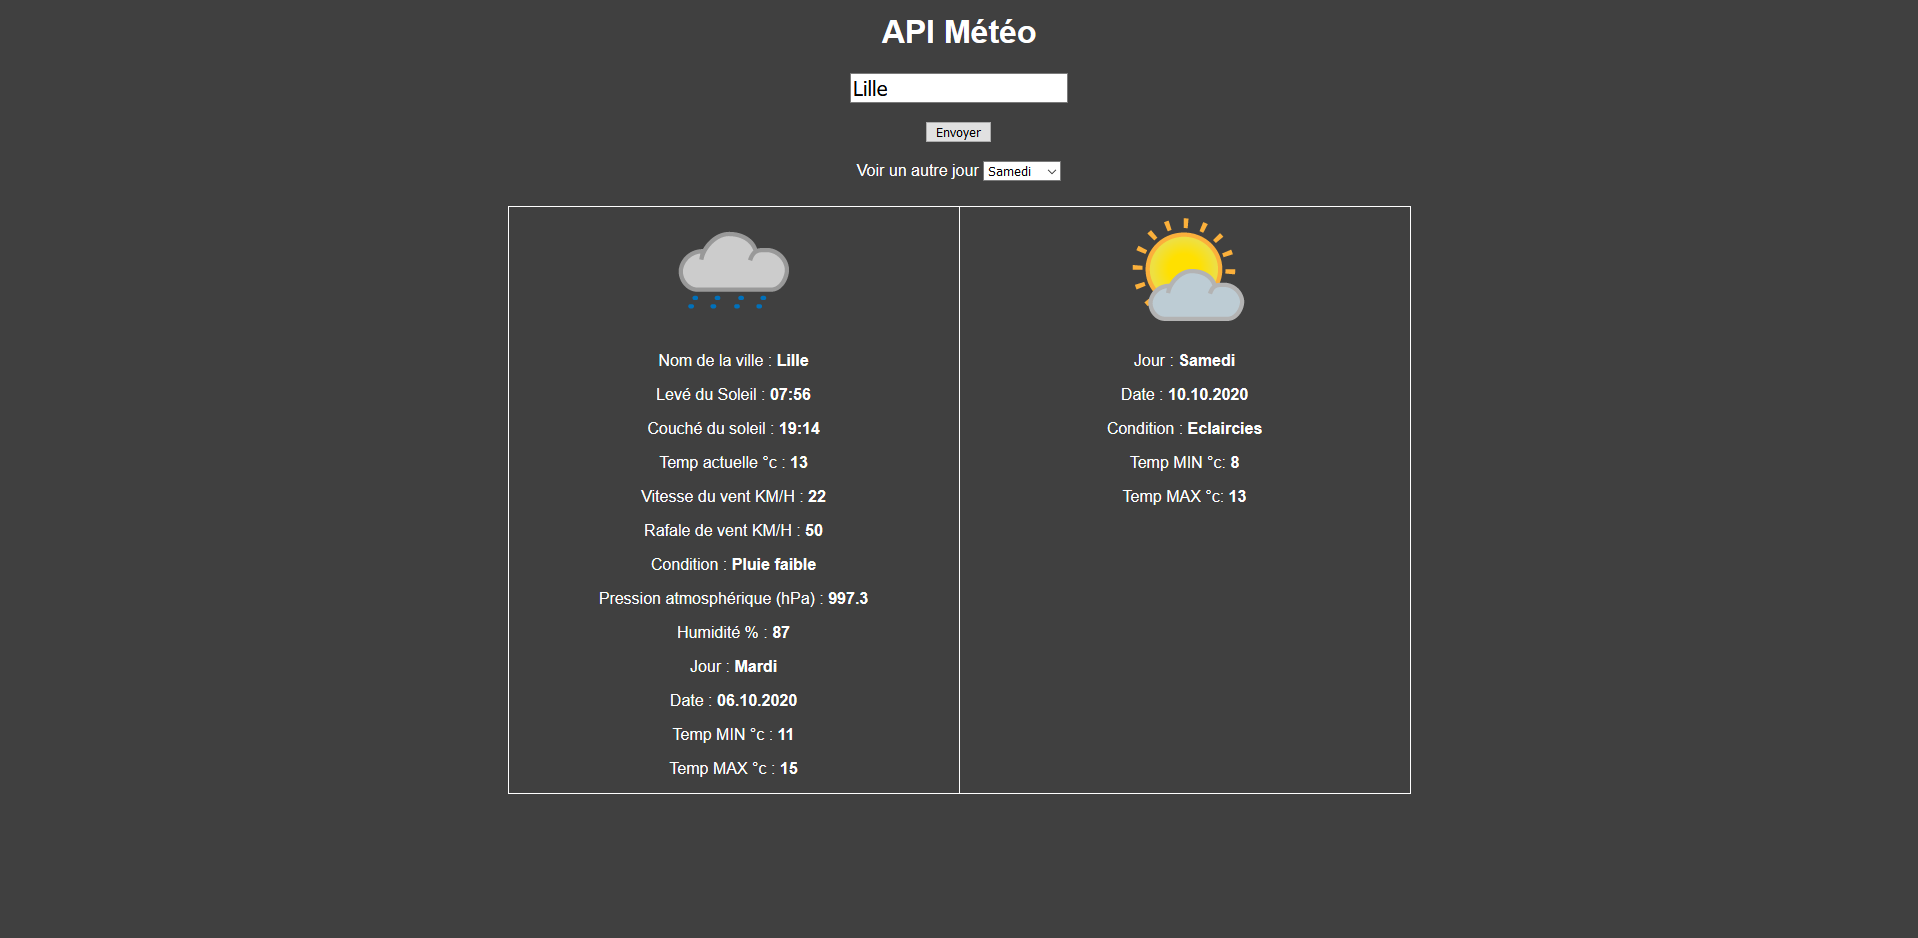 API Météo
Lille
Envoyer
Voir un autre jour Samedi
Nom de la ville : Lille
Levé du Soleil : 07:56
Couché du soleil : 19:14
Temp actuelle °c : 13
Vitesse du vent KM/H : 22
Rafale de vent KM/H : 50
Condition : Pluie faible
Pression atmosphérique (hPa) : 997.3
Humidité % : 87
Jour : Mardi
Date : 06.10.2020
Temp MIN °c : 11
Temp MAX °c : 15
Jour : Samedi
Date : 10.10.2020
Condition : Eclaircies
Temp MIN °c: 8
Temp MAX °c: 13